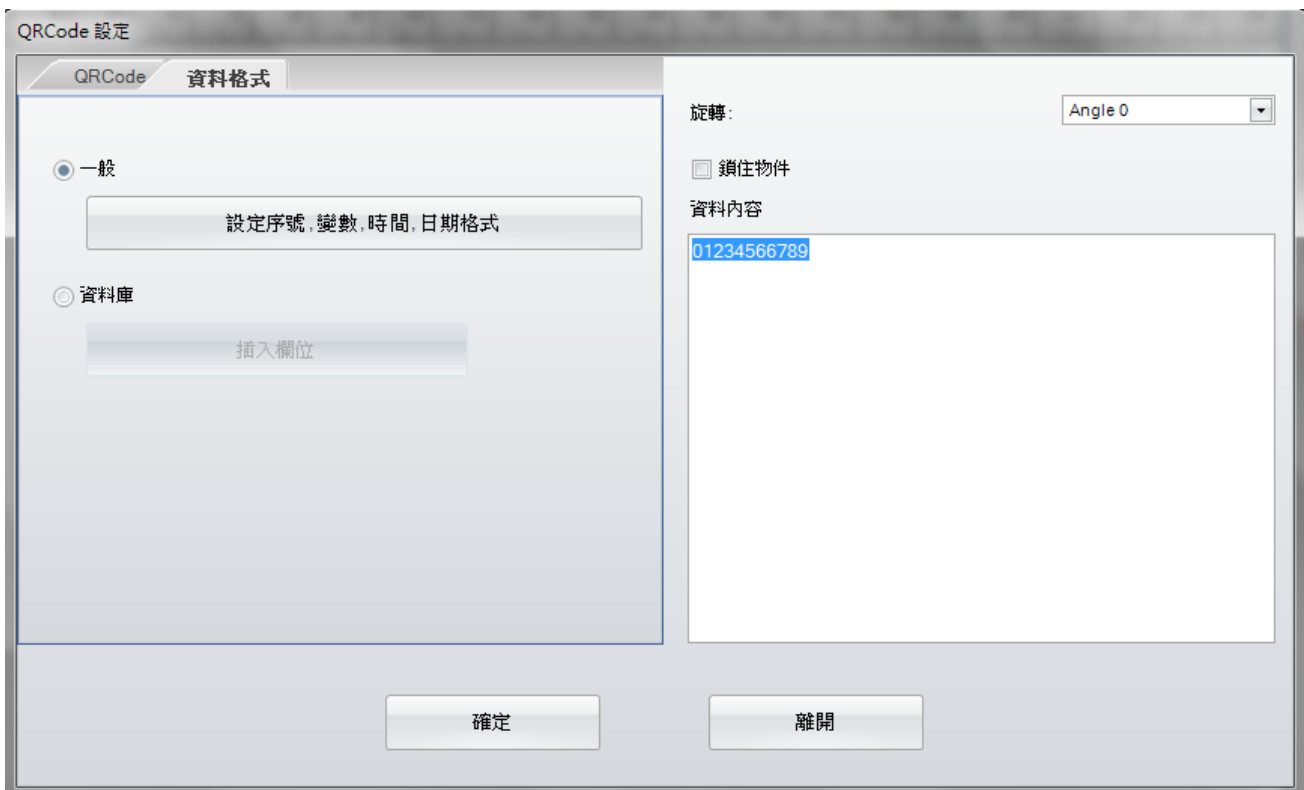 QRCode 設定
QRCode 資料格式
旋轉: Angle 0
一般
鎖住物件
設定序號,變數,時間,日期格式
資料內容
01234566789
資料庫
插入欄位
確定 離開